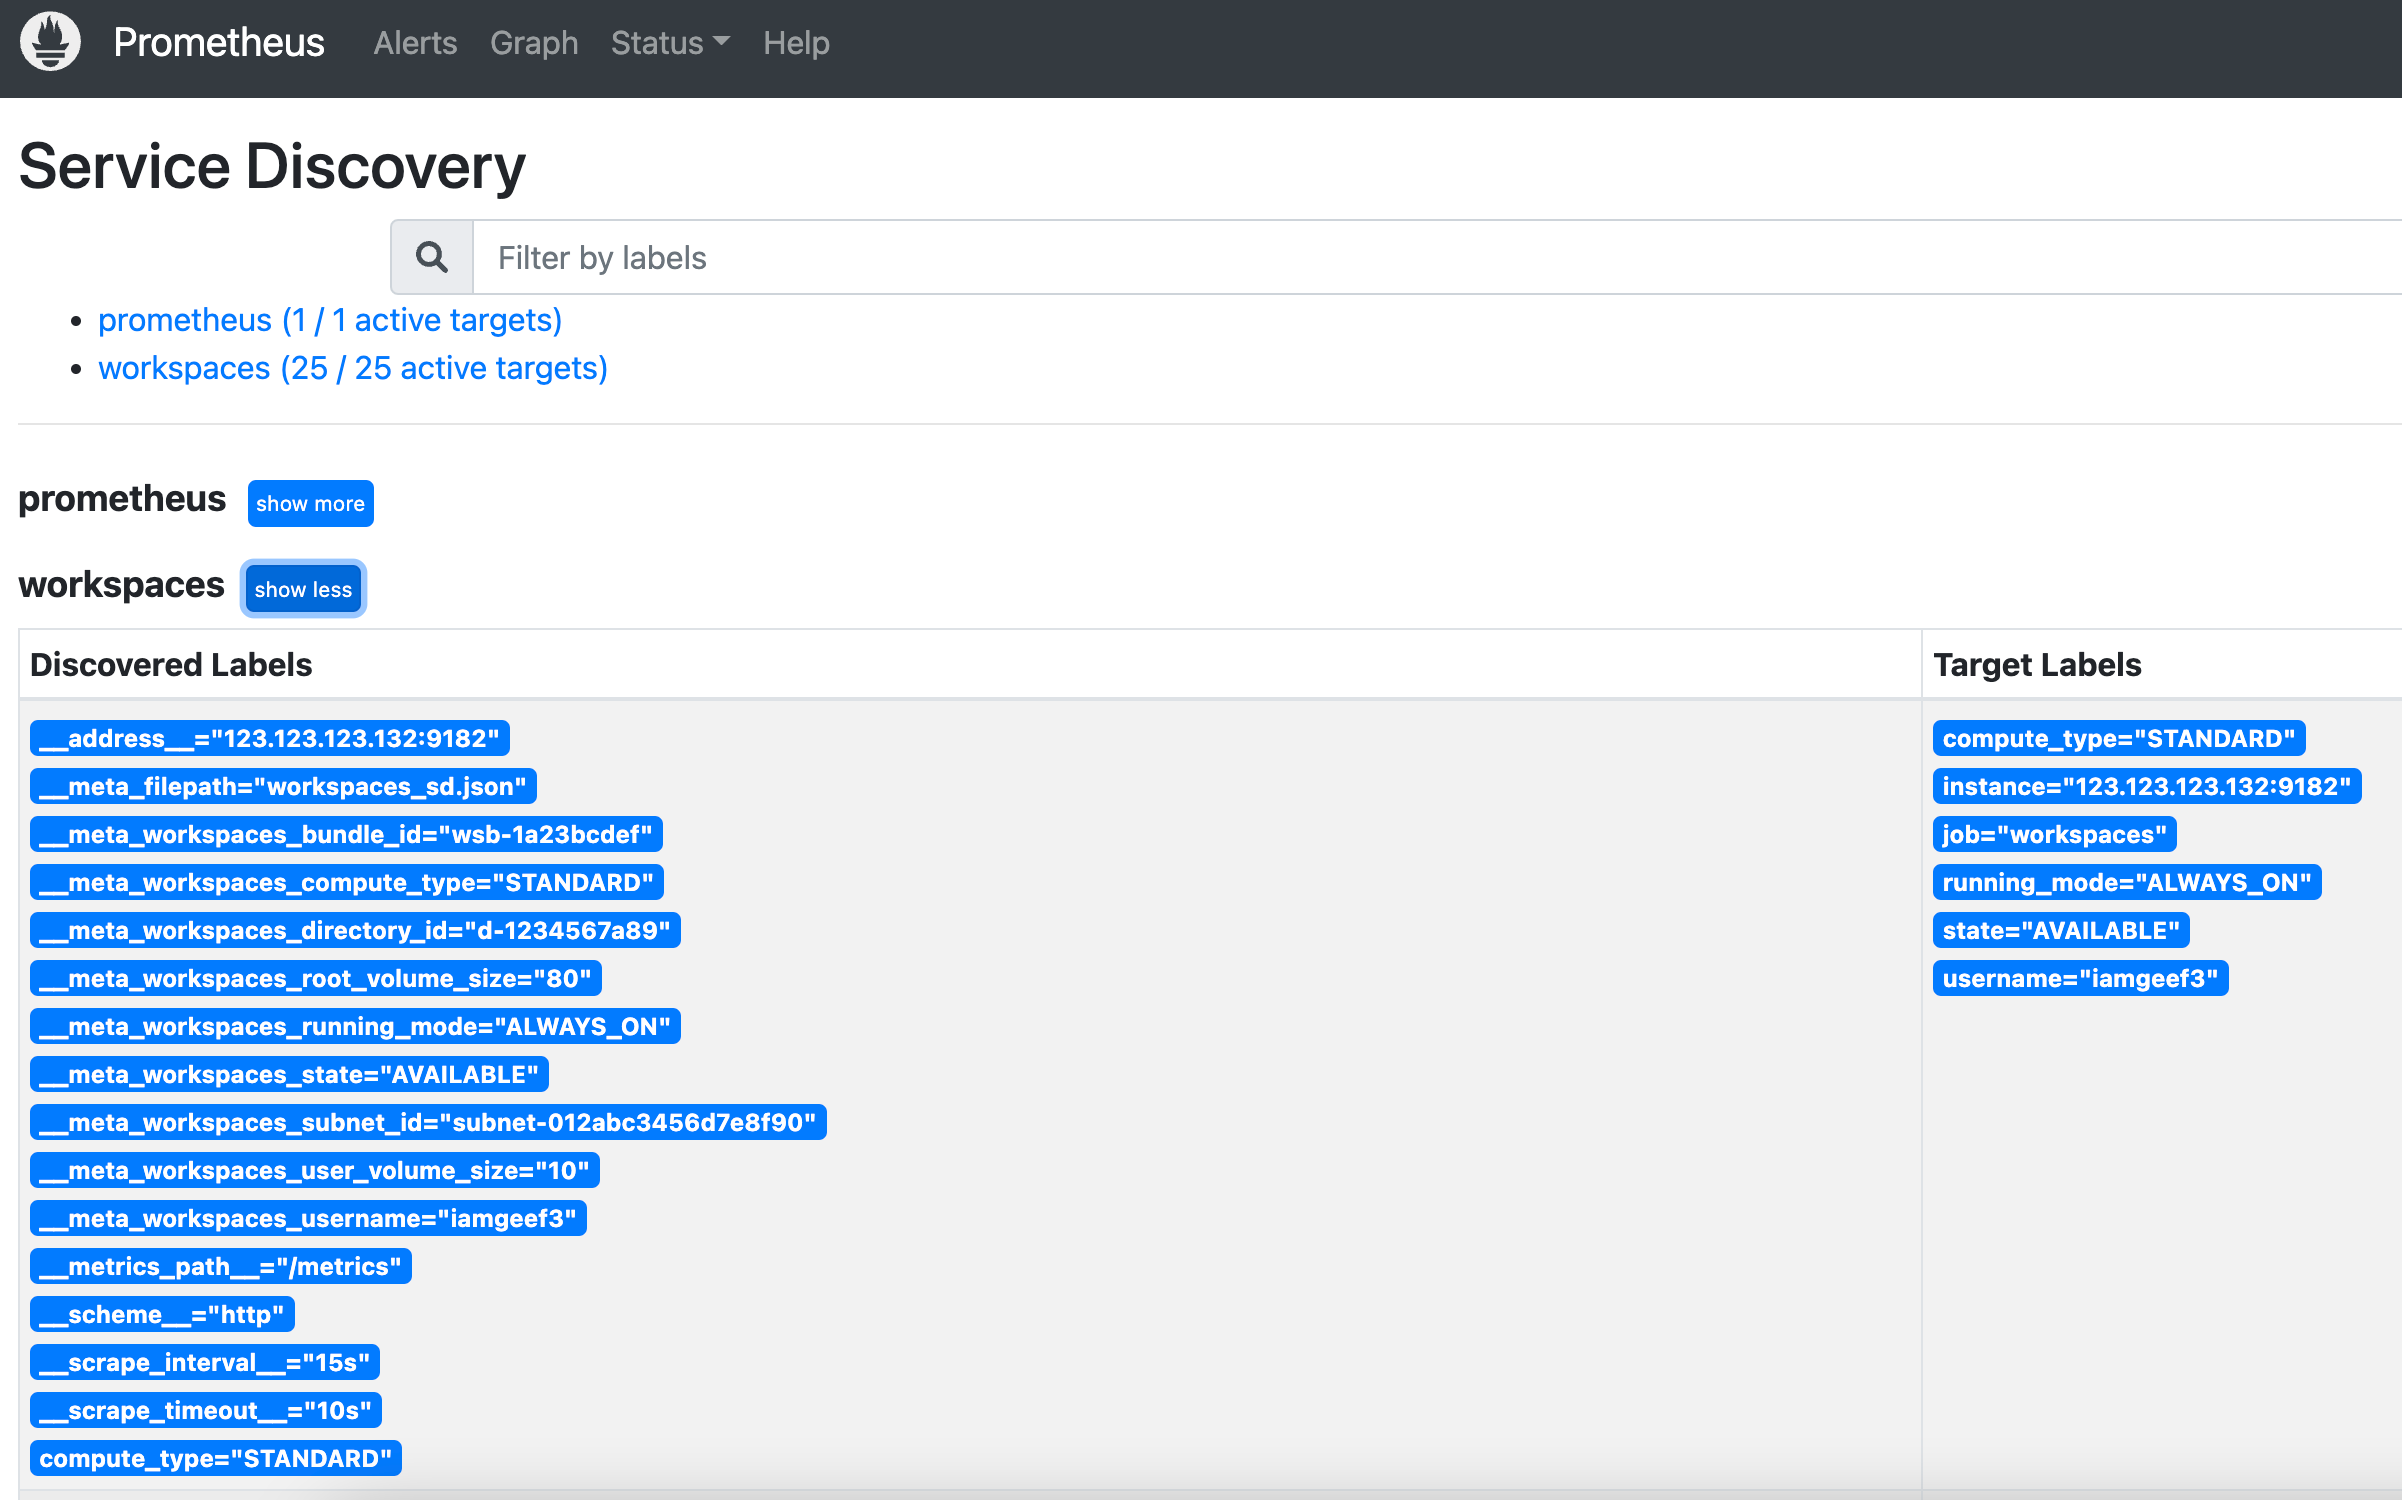 Prometheus Alerts Graph Status Help
Service Discovery
Filter by labels
prometheus (1 / 1 active targets)
workspaces (25 / 25 active targets)
prometheus show more
workspaces show less
Discovered Labels
Target Labels
__address__="123.123.123.132:9182"
__meta_filepath="workspaces_sd.json"
__meta_workspaces_bundle_id="wsb-1a23bcdef"
__meta_workspaces_compute_type="STANDARD"
__meta_workspaces_directory_id="d-1234567a89"
__meta_workspaces_root_volume_size="80"
__meta_workspaces_running_mode="ALWAYS_ON"
__meta_workspaces_state="AVAILABLE"
__meta_workspaces_subnet_id="subnet-012abc3456d7e8f90"
__meta_workspaces_user_volume_size="10"
__meta_workspaces_username="iamgeef3"
__metrics_path__="/metrics"
__scheme__="http"
__scrape_interval__="15s"
__scrape_timeout__="10s"
compute_type="STANDARD"
compute_type="STANDARD"
instance="123.123.123.132:9182"
job="workspaces"
running_mode="ALWAYS_ON"
state="AVAILABLE"
username="iamgeef3"